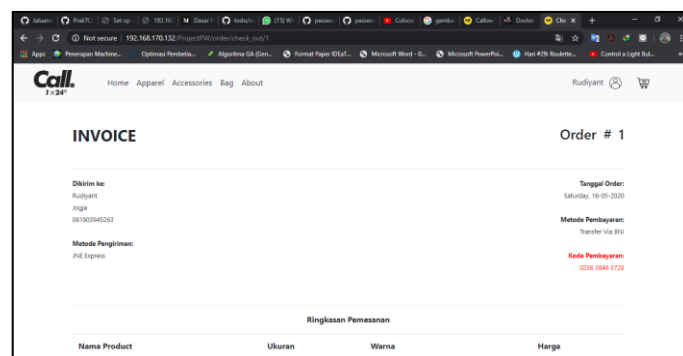 Not secure | 192.168.170.132/ProjectPW/order/check_out/1
Apps Penerapan Machine... Optimasi Pembelia... Algoritma GA (Gen... Format Paper IDEaT... Microsoft Word - 0... Microsoft PowerPoi... Hari #29: Roulette... Control a Light Bul...
Call.
1×24°
Home Apparel Accessories Bag About
Rudiyant
INVOICE
Order # 1
Dikirim ke:
Rudiyant
Jogja
081903945263
Metode Pengiriman:
JNE Express
Tanggal Order:
Saturday, 16-05-2020
Metode Pembayaran:
Transfer Via BNI
Kode Pembayaran:
0298 3846 3728
Ringkasan Pemesanan
Nama Product Ukuran Warna Harga